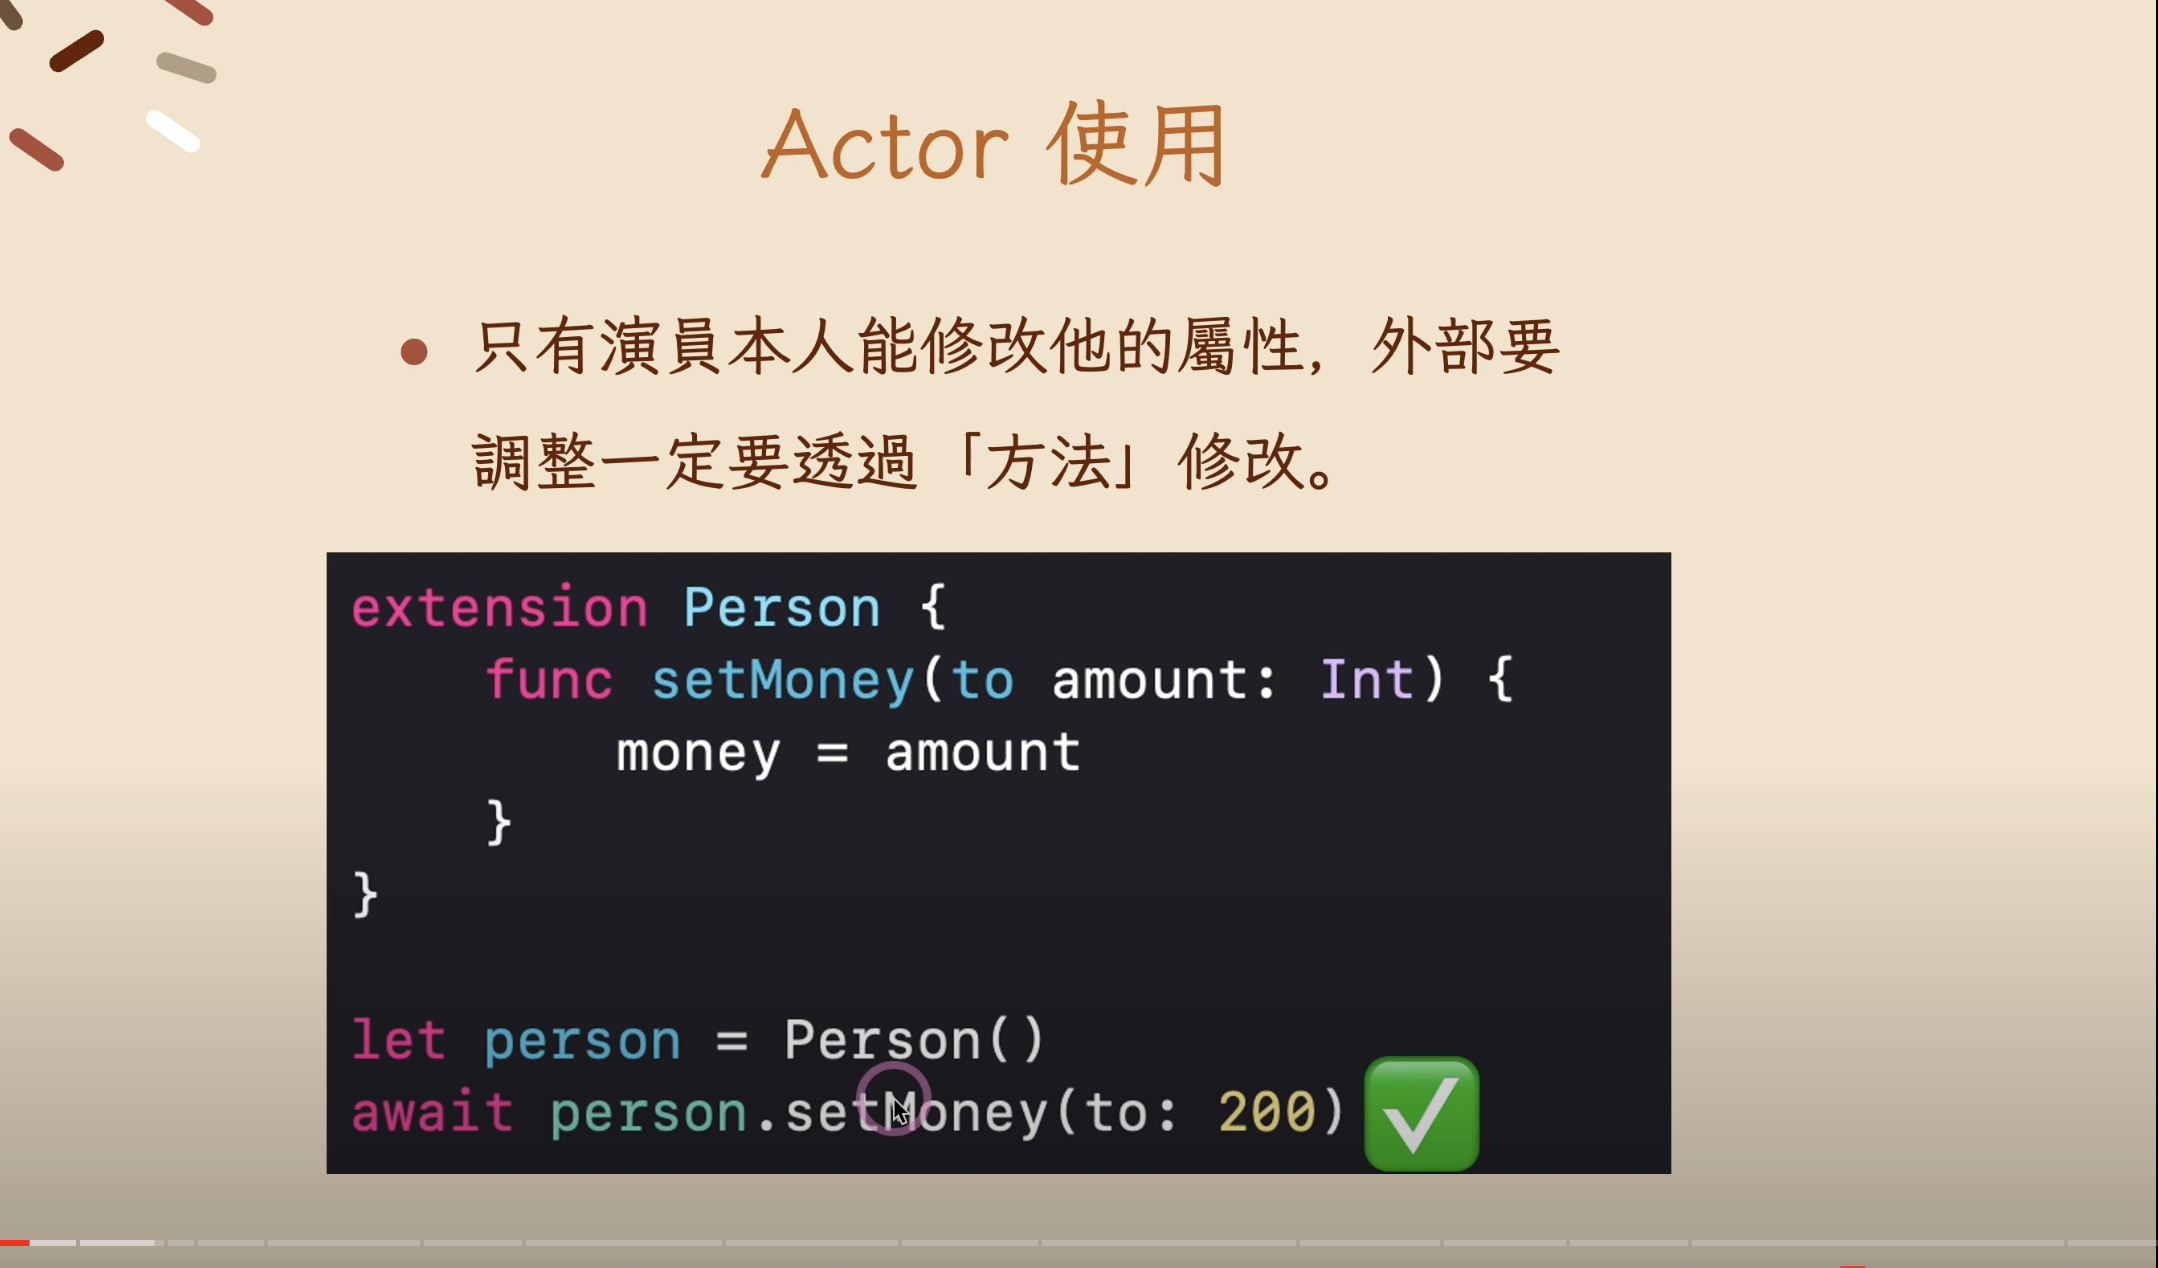 Actor 使用
只有演員本人能修改他的屬性，外部要
調整一定要透過「方法」修改。
extension Person {
    func setMoney(to amount: Int) {
        money = amount
    }
}
let person = Person()
await person.setMoney(to: 200)